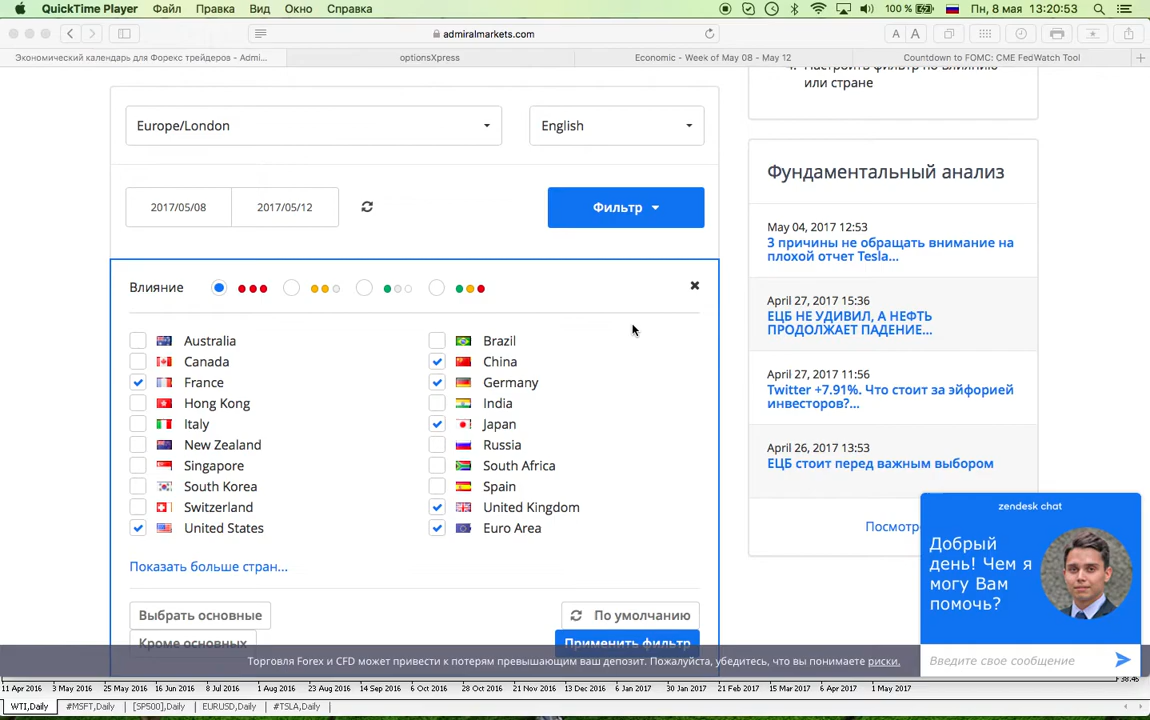 QuickTime Player Файл Правка Вид Окно Справка 100 % Пн, 8 мая 13:20:53
admiralmarkets.com A A
Экономический календарь для Форекс трейдеров - Admi... optionsXpress Economic - Week of May 08 - May 12 Countdown to FOMC: CME FedWatch Tool
4. Настроить фильтр по влиянию
или стране
Europe/London English
2017/05/08 2017/05/12 Фильтр
Влияние
Australia Brazil
Canada China
France Germany
Hong Kong India
Italy Japan
New Zealand Russia
Singapore South Africa
South Korea Spain
Switzerland United Kingdom
United States Euro Area
Показать больше стран...
Выбрать основные По умолчанию
Кроме основных Применить фильтр
Фундаментальный анализ
May 04, 2017 12:53
3 причины не обращать внимание на
плохой отчет Tesla...
April 27, 2017 15:36
ЕЦБ НЕ УДИВИЛ, А НЕФТЬ
ПРОДОЛЖАЕТ ПАДЕНИЕ...
April 27, 2017 11:56
Twitter +7.91%. Что стоит за эйфорией
инвесторов?...
April 26, 2017 13:53
ЕЦБ стоит перед важным выбором
Посмотре
zendesk chat
Добрый
день! Чем я
могу Вам
помочь?
Введите свое сообщение
Торговля Forex и CFD может привести к потерям превышающим ваш депозит. Пожалуйста, убедитесь, что вы понимаете риски.
38.45
11 Apr 2016 3 May 2016 25 May 2016 16 Jun 2016 8 Jul 2016 1 Aug 2016 23 Aug 2016 14 Sep 2016 6 Oct 2016 28 Oct 2016 21 Nov 2016 13 Dec 2016 6 Jan 2017 30 Jan 2017 21 Feb 2017 15 Mar 2017 6 Apr 2017 1 May 2017
WTI,Daily #MSFT,Daily [SP500],Daily EURUSD,Daily #TSLA,Daily